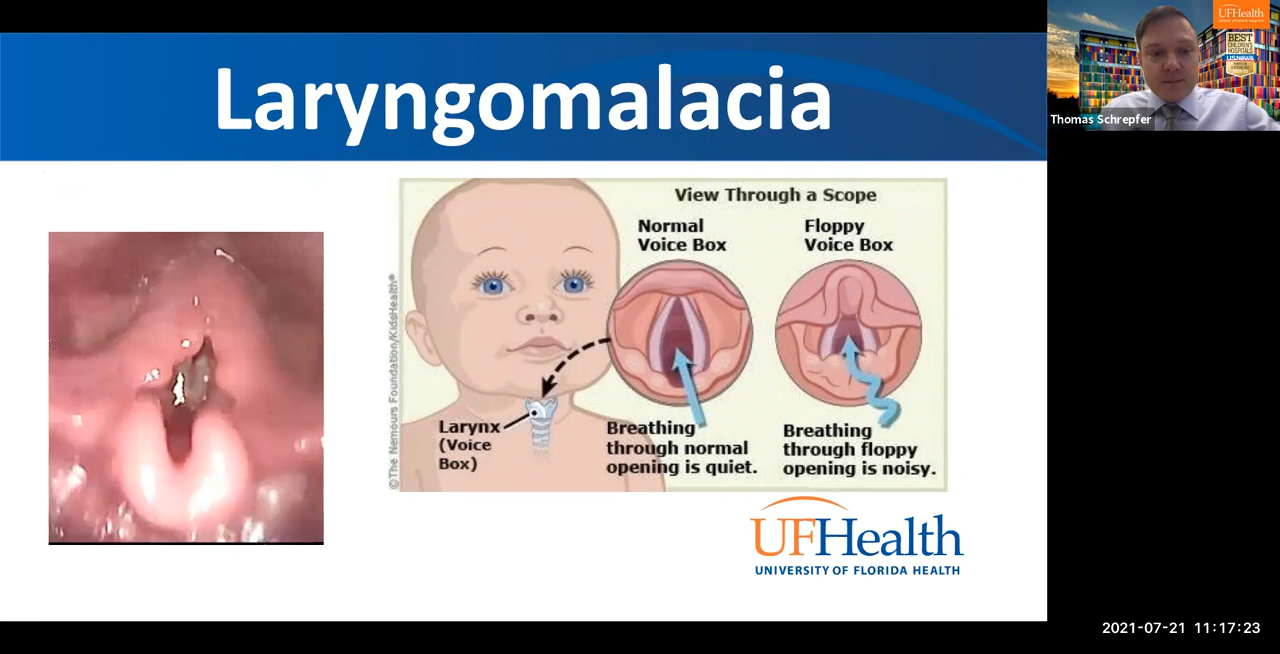 Laryngomalacia
View Through a Scope
Normal
Voice Box
Floppy
Voice Box
Larynx
(Voice
Box)
Breathing
through normal
opening is quiet.
Breathing
through floppy
opening is noisy.
©The Nemours Foundation/KidsHealth®
UFHealth
UNIVERSITY OF FLORIDA HEALTH
UFHealth
BEST
CHILDREN'S
HOSPITALS
U.S.NEWS
Thomas Schrepfer
2021-07-21 11:17:23